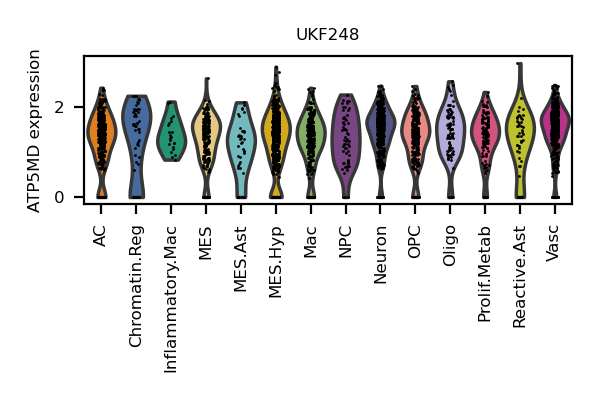 UKF248
ATP5MD expression
2
0
AC
Chromatin.Reg
Inflammatory.Mac
MES
MES.Ast
MES.Hyp
Mac
NPC
Neuron
OPC
Oligo
Prolif.Metab
Reactive.Ast
Vasc